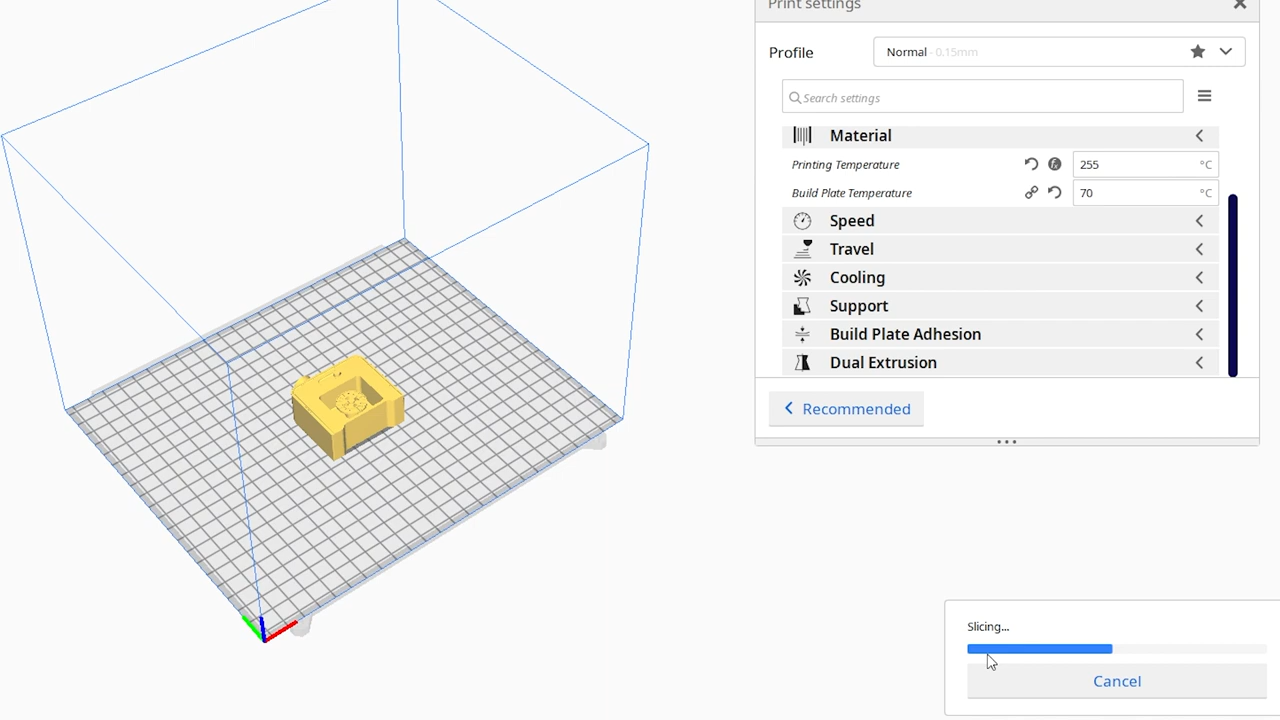 Print settings
Profile
Normal - 0.15mm
Search settings
Material
Printing Temperature
255 °C
Build Plate Temperature
70 °C
Speed
Travel
Cooling
Support
Build Plate Adhesion
Dual Extrusion
Recommended
Slicing...
Cancel